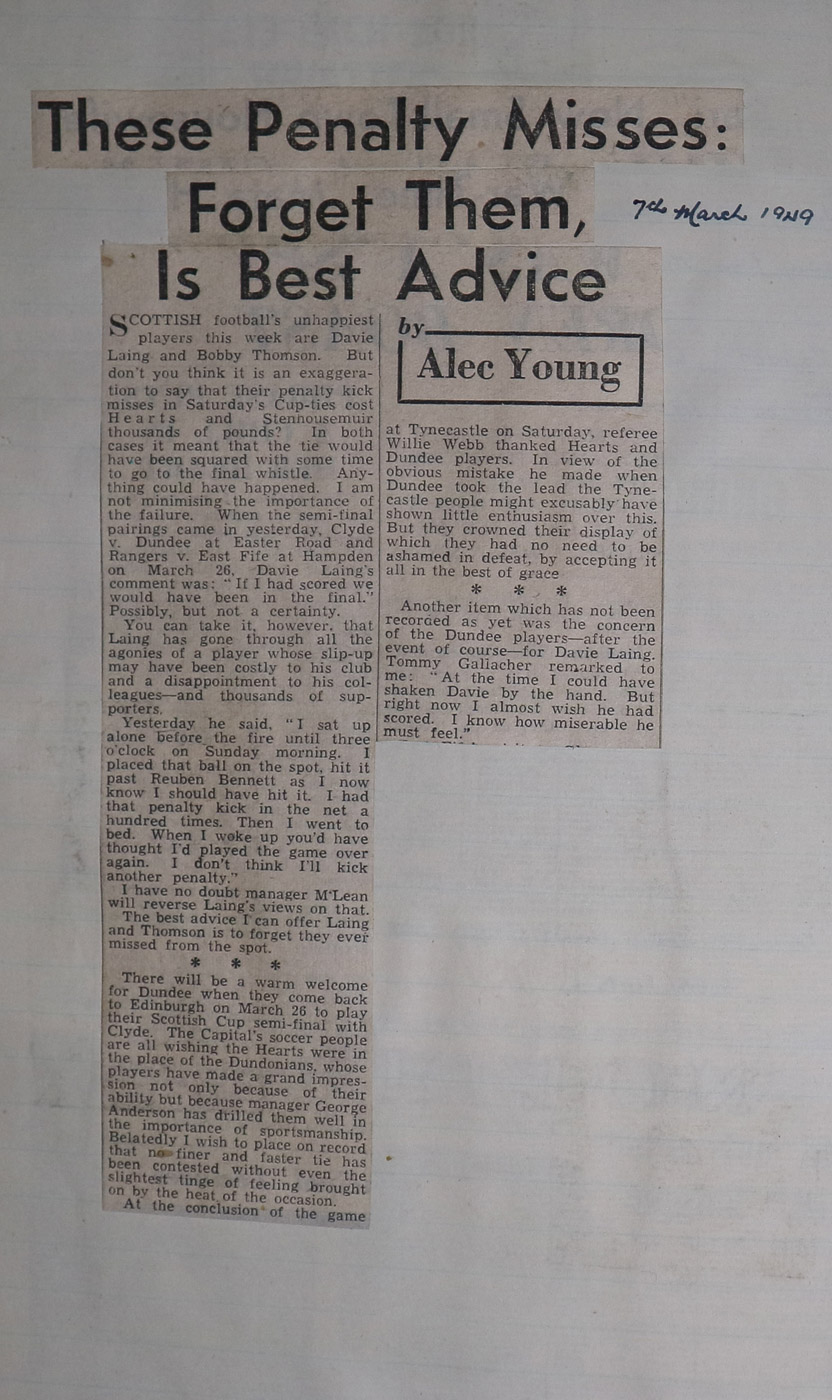 These Penalty Misses:
Forget Them,
7th March 1949
Is Best Advice
SCOTTISH football's unhappiest
players this week are Davie
Laing and Bobby Thomson. But
don't you think it is an exaggera-
tion to say that their penalty kick
misses in Saturday's Cup-ties cost
Hearts and Stenhousemuir
thousands of pounds? In both
cases it meant that the tie would
have been squared with some time
to go to the final whistle. Any-
thing could have happened. I am
not minimising the importance of
the failure. When the semi-final
pairings came in yesterday, Clyde
v. Dundee at Easter Road and
Rangers v. East Fife at Hampden
on March 26, Davie Laing's
comment was: "If I had scored we
would have been in the final."
Possibly, but not a certainty.
You can take it, however, that
Laing has gone through all the
agonies of a player whose slip-up
may have been costly to his club
and a disappointment to his col-
leagues—and thousands of sup-
porters.
Yesterday he said, "I sat up
alone before the fire until three
o'clock on Sunday morning. I
placed that ball on the spot, hit it
past Reuben Bennett as I now
know I should have hit it. I had
that penalty kick in the net a
hundred times. Then I went to
bed. When I woke up you'd have
thought I'd played the game over
again. I don't think I'll kick
another penalty."
I have no doubt manager M'Lean
will reverse Laing's views on that.
The best advice I can offer Laing
and Thomson is to forget they ever
missed from the spot.
* * *
There will be a warm welcome
for Dundee when they come back
to Edinburgh on March 26 to play
their Scottish Cup semi-final with
Clyde. The Capital's soccer people
are all wishing the Hearts were in
the place of the Dundonians, whose
players have made a grand impres-
sion not only because of their
ability but because manager George
Anderson has drilled them well in
the importance of sportsmanship.
Belatedly I wish to place on record
that no finer and faster tie has
been contested without even the
slightest tinge of feeling brought
on by the heat of the occasion.
At the conclusion of the game
by
Alec Young
at Tynecastle on Saturday, referee
Willie Webb thanked Hearts and
Dundee players. In view of the
obvious mistake he made when
Dundee took the lead the Tyne-
castle people might excusably have
shown little enthusiasm over this.
But they crowned their display of
which they had no need to be
ashamed in defeat, by accepting it
all in the best of grace
* * *
Another item which has not been
recorded as yet was the concern
of the Dundee players—after the
event of course—for Davie Laing.
Tommy Gallacher remarked to
me: "At the time I could have
shaken Davie by the hand. But
right now I almost wish he had
scored. I know how miserable he
must feel."